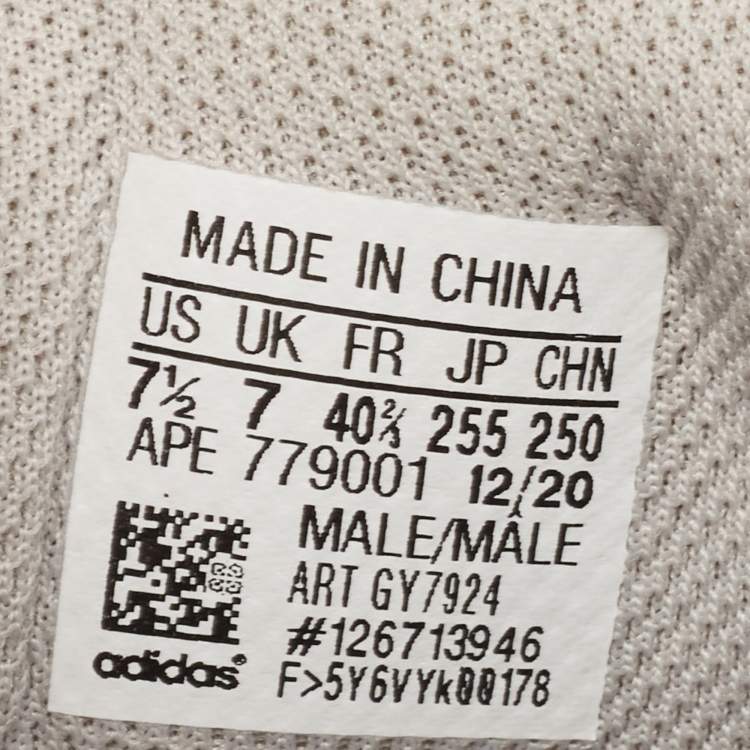 MADE IN CHINA
US UK FR JP CHN
7½ 7 40⅔ 255 250
APE 779001 12/20
MALE/MÂLE
ART GY7924
#126713946
adidas®
F>5Y6VYk00178